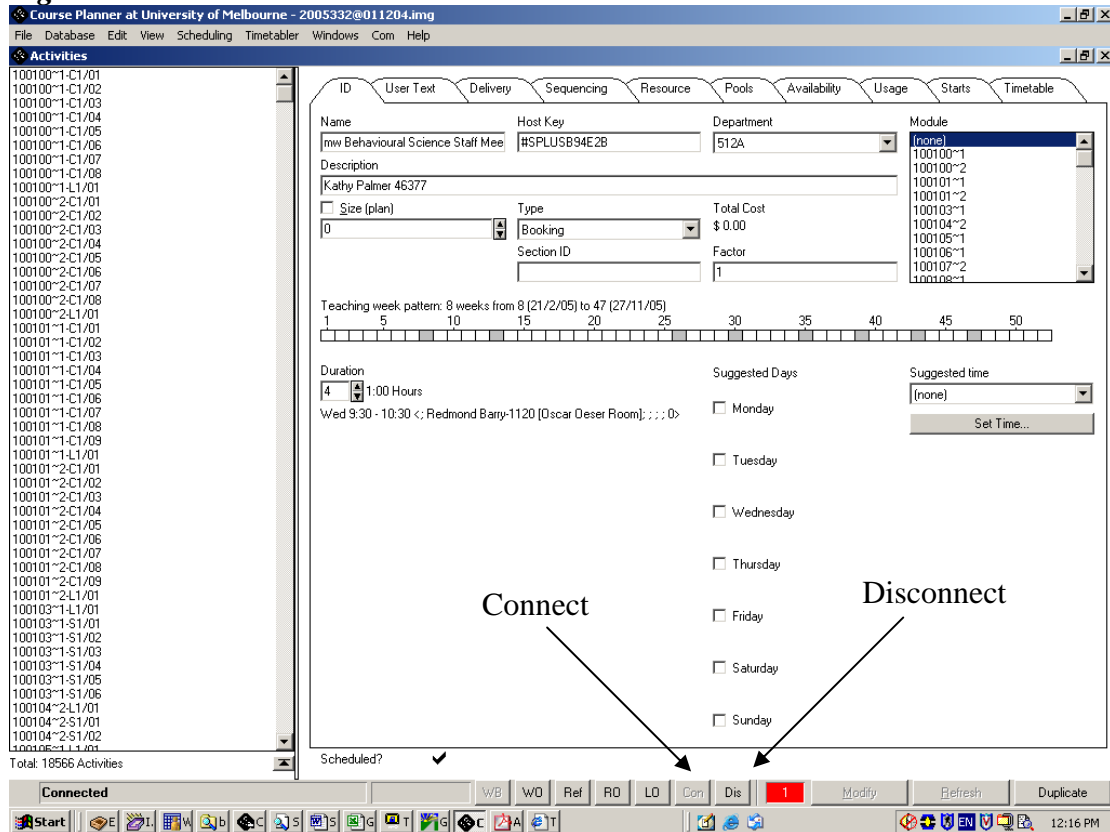 Course Planner at University of Melbourne - 2005332@011204.img
File Database Edit View Scheduling Timetabler Windows Com Help
Activities
100100~1-C1/01
100100~1-C1/02
100100~1-C1/03
100100~1-C1/04
100100~1-C1/05
100100~1-C1/06
100100~1-C1/07
100100~1-C1/08
100100~1-L1/01
100100~2-C1/01
100100~2-C1/02
100100~2-C1/03
100100~2-C1/04
100100~2-C1/05
100100~2-C1/06
100100~2-C1/07
100100~2-C1/08
100100~2-L1/01
100101~1-C1/01
100101~1-C1/02
100101~1-C1/03
100101~1-C1/04
100101~1-C1/05
100101~1-C1/06
100101~1-C1/07
100101~1-C1/08
100101~1-C1/09
100101~1-L1/01
100101~2-C1/01
100101~2-C1/02
100101~2-C1/03
100101~2-C1/04
100101~2-C1/05
100101~2-C1/06
100101~2-C1/07
100101~2-C1/08
100101~2-C1/09
100101~2-L1/01
100103~1-L1/01
100103~1-S1/01
100103~1-S1/02
100103~1-S1/03
100103~1-S1/04
100103~1-S1/05
100103~1-S1/06
100104~2-L1/01
100104~2-S1/01
100104~2-S1/02
100105~1-L1/01
Total: 18566 Activities
ID User Text Delivery Sequencing Resource Pools Availability Usage Starts Timetable
Name Host Key Department Module
mw Behavioural Science Staff Mee #SPLUSB94E2B 512A (none)
100100~1
100100~2
100101~1
100101~2
100103~1
100104~2
100105~1
100106~1
100107~2
100108~1
Description
Kathy Palmer 46377
Size (plan) Type Total Cost
0 Booking $ 0.00
Section ID Factor
1
Teaching week pattern: 8 weeks from 8 (21/2/05) to 47 (27/11/05)
1 5 10 15 20 25 30 35 40 45 50
Duration Suggested Days Suggested time
4 1:00 Hours (none)
Wed 9:30 - 10:30 <; Redmond Barry-1120 [Oscar Oeser Room]; ; ; ; 0>
Set Time...
Monday
Tuesday
Wednesday
Thursday
Friday
Saturday
Sunday
Connect
Disconnect
Scheduled?
Connected WB WO Ref RO LO Con Dis 1 Modify Refresh Duplicate
Start E I. W b C S S G T G C A T EN 12:16 PM